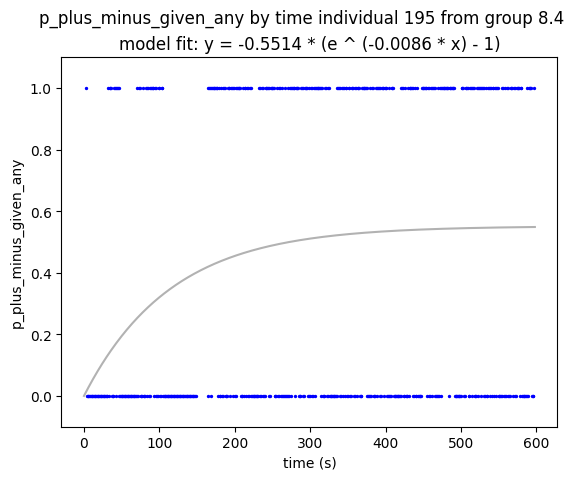 p_plus_minus_given_any by time individual 195 from group 8.4
model fit: y = -0.5514 * (e ^ (-0.0086 * x) - 1)
1.0
0.8
0.6
0.4
0.2
0.0
p_plus_minus_given_any
0 100 200 300 400 500 600
time (s)